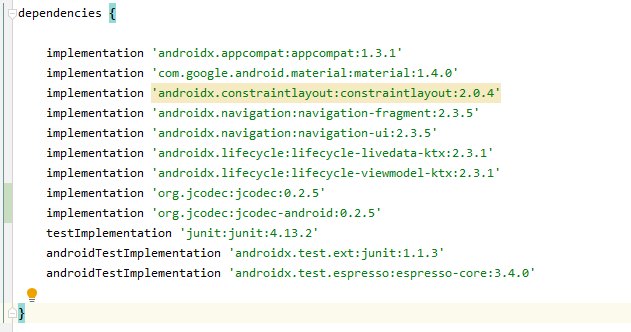 dependencies {
implementation 'androidx.appcompat:appcompat:1.3.1'
implementation 'com.google.android.material:material:1.4.0'
implementation 'androidx.constraintlayout:constraintlayout:2.0.4'
implementation 'androidx.navigation:navigation-fragment:2.3.5'
implementation 'androidx.navigation:navigation-ui:2.3.5'
implementation 'androidx.lifecycle:lifecycle-livedata-ktx:2.3.1'
implementation 'androidx.lifecycle:lifecycle-viewmodel-ktx:2.3.1'
implementation 'org.jcodec:jcodec:0.2.5'
implementation 'org.jcodec:jcodec-android:0.2.5'
testImplementation 'junit:junit:4.13.2'
androidTestImplementation 'androidx.test.ext:junit:1.1.3'
androidTestImplementation 'androidx.test.espresso:espresso-core:3.4.0'
}